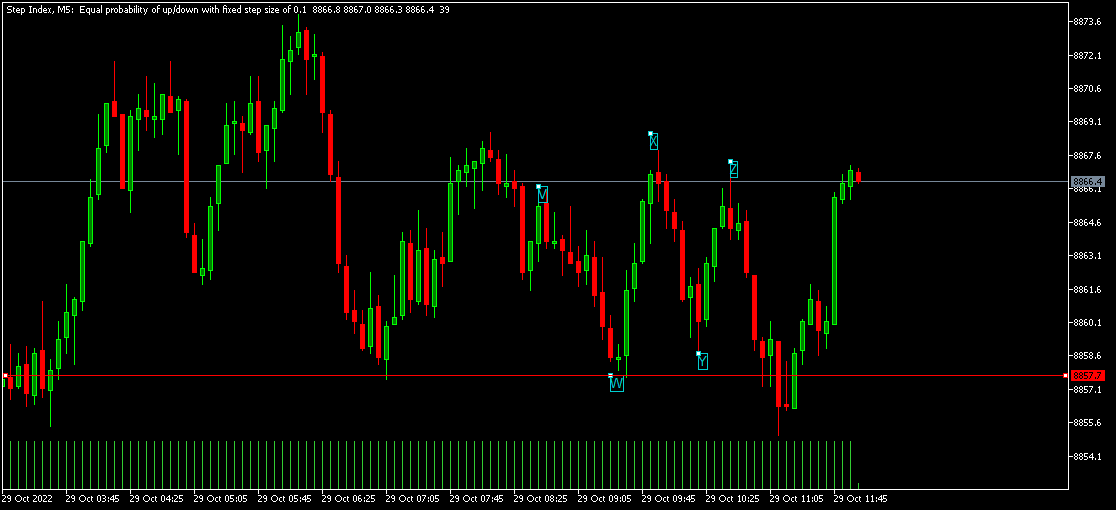 Step Index, M5: Equal probability of up/down with fixed step size of 0.1 8866.8 8867.0 8866.3 8866.4 39
8873.6
8872.1
8870.6
8869.1
X
8867.6
Z
8866.4
8866.1
V
8864.6
8863.1
8861.6
8860.1
Y
8858.6
8857.7
W
8857.1
8855.6
8854.1
29 Oct 2022 29 Oct 03:45 29 Oct 04:25 29 Oct 05:05 29 Oct 05:45 29 Oct 06:25 29 Oct 07:05 29 Oct 07:45 29 Oct 08:25 29 Oct 09:05 29 Oct 09:45 29 Oct 10:25 29 Oct 11:05 29 Oct 11:45